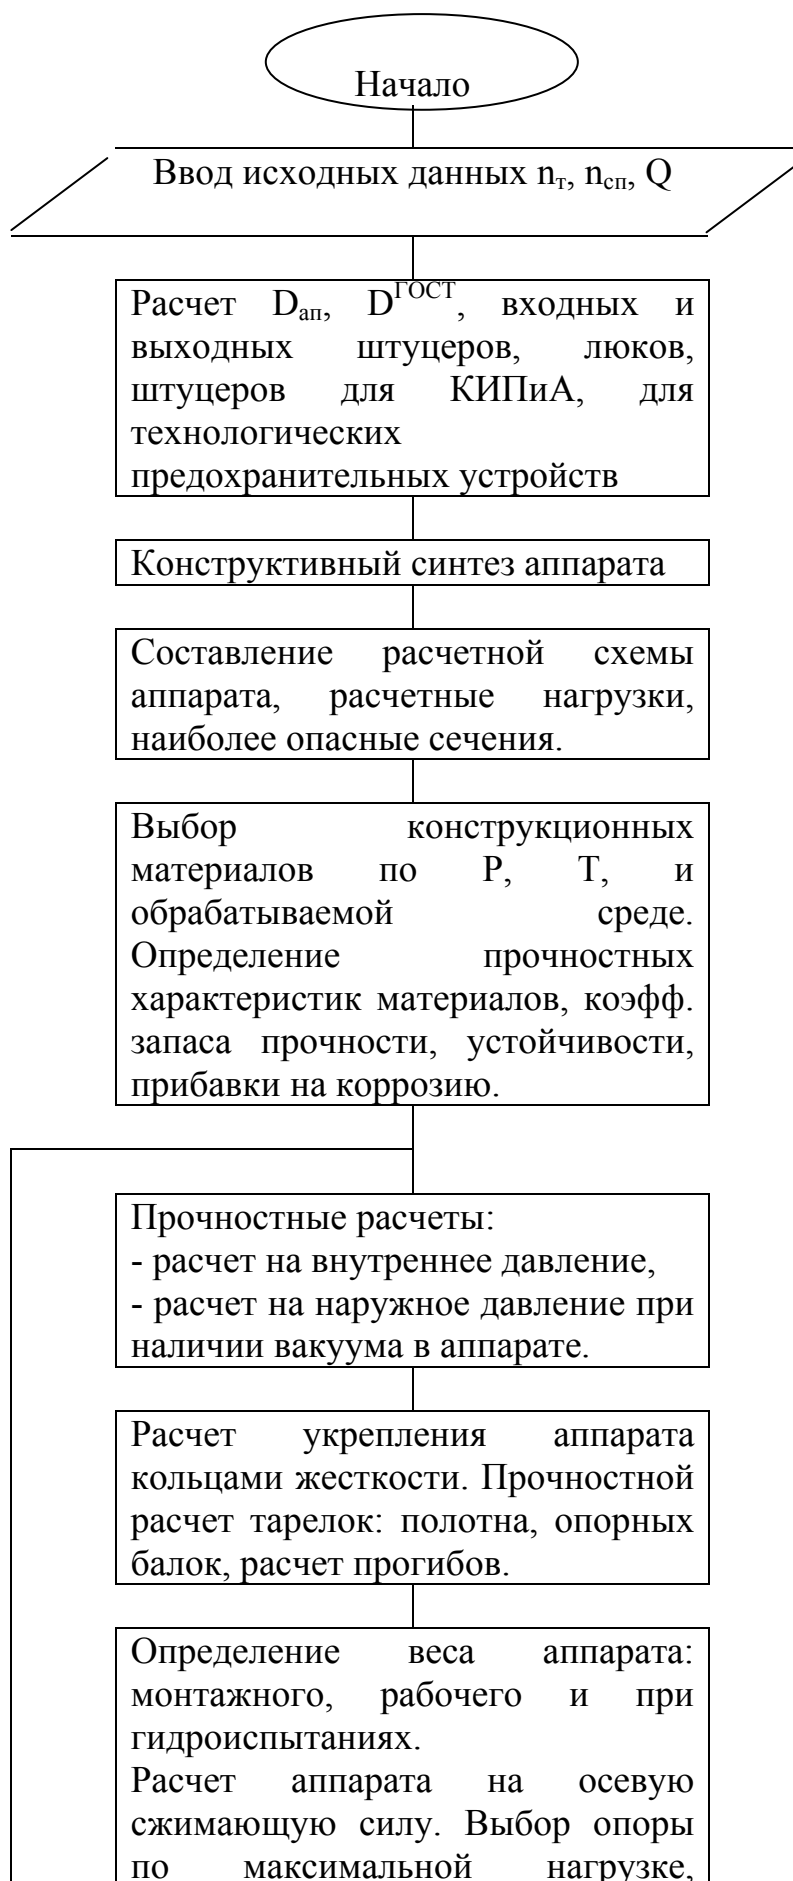 Начало
Ввод исходных данных nт, nсп, Q
Расчет Dап, DГОСТ, входных и
выходных штуцеров, люков,
штуцеров для КИПиА, для
технологических
предохранительных устройств
Конструктивный синтез аппарата
Составление расчетной схемы
аппарата, расчетные нагрузки,
наиболее опасные сечения.
Выбор конструкционных
материалов по Р, Т, и
обрабатываемой среде.
Определение прочностных
характеристик материалов, коэфф.
запаса прочности, устойчивости,
прибавки на коррозию.
Прочностные расчеты:
- расчет на внутреннее давление,
- расчет на наружное давление при
наличии вакуума в аппарате.
Расчет укрепления аппарата
кольцами жесткости. Прочностной
расчет тарелок: полотна, опорных
балок, расчет прогибов.
Определение веса аппарата:
монтажного, рабочего и при
гидроиспытаниях.
Расчет аппарата на осевую
сжимающую силу. Выбор опоры
по максимальной нагрузке,